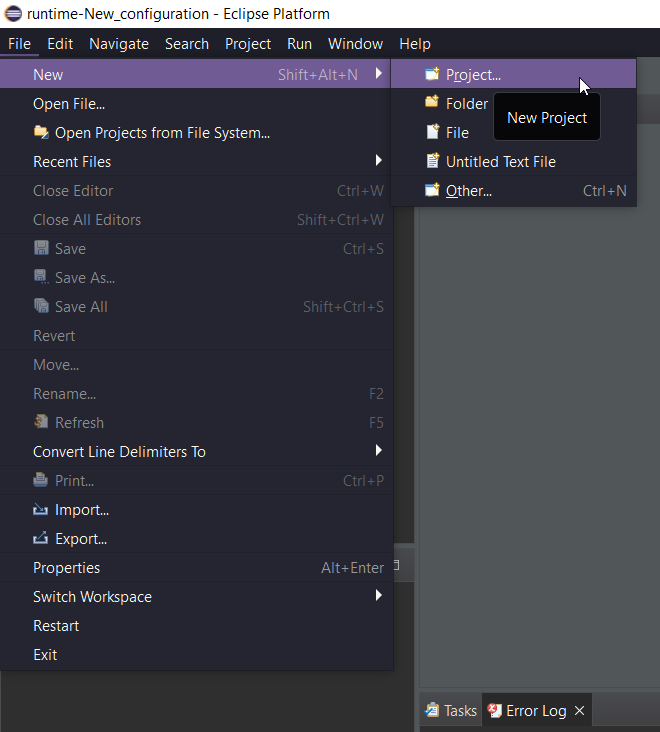 runtime-New_configuration - Eclipse Platform
File Edit Navigate Search Project Run Window Help
New Shift+Alt+N
Project...
Open File...
Folder
New Project
Open Projects from File System...
File
Recent Files
Untitled Text File
Close Editor Ctrl+W
Other... Ctrl+N
Close All Editors Shift+Ctrl+W
Save Ctrl+S
Save As...
Save All Shift+Ctrl+S
Revert
Move...
Rename... F2
Refresh F5
Convert Line Delimiters To
Print... Ctrl+P
Import...
Export...
Properties Alt+Enter
Switch Workspace
Restart
Exit
Tasks Error Log